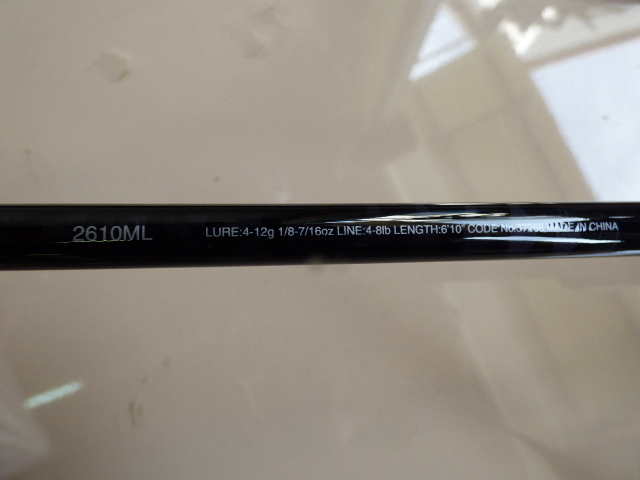 2610ML LURE:4-12g 1/8-7/16oz LINE:4-8lb LENGTH:6'10" CODE MADE IN CHINA